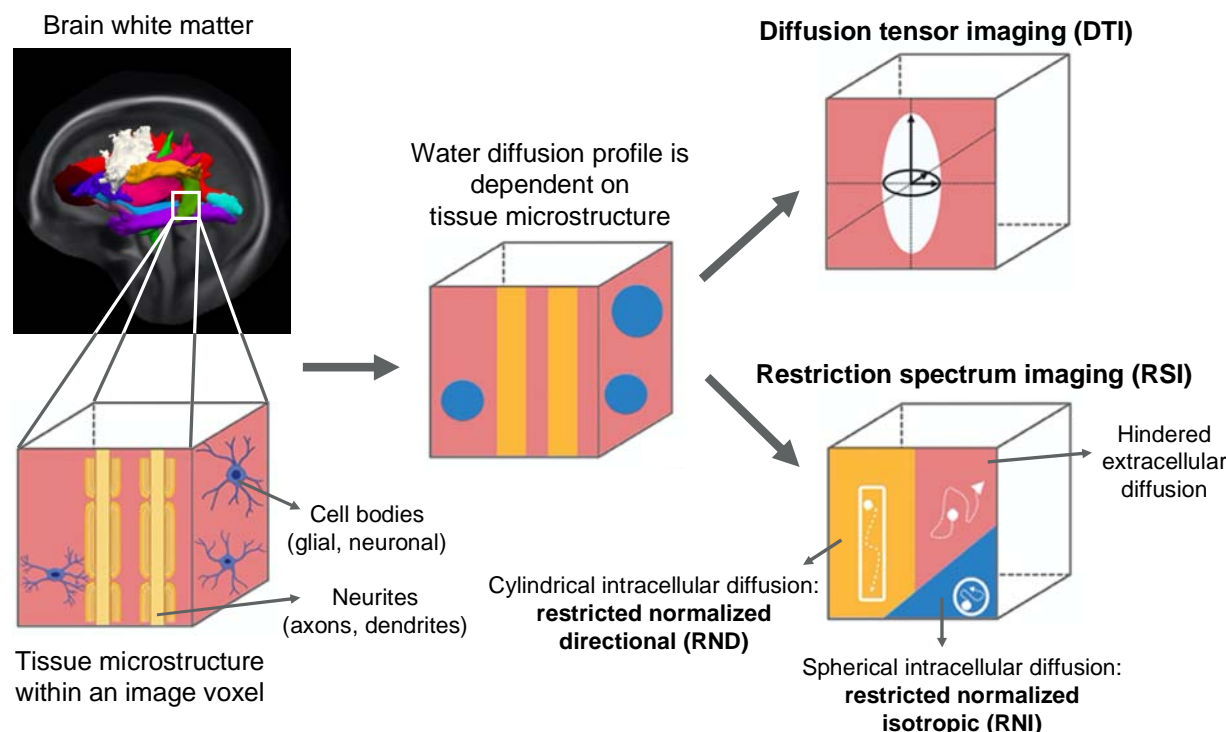 Brain white matter
Diffusion tensor imaging (DTI)
Water diffusion profile is
dependent on
tissue microstructure
Restriction spectrum imaging (RSI)
Hindered
extracellular
diffusion
Cell bodies
(glial, neuronal)
Neurites
(axons, dendrites)
Tissue microstructure
within an image voxel
Cylindrical intracellular diffusion:
restricted normalized
directional (RND)
Spherical intracellular diffusion:
restricted normalized
isotropic (RNI)